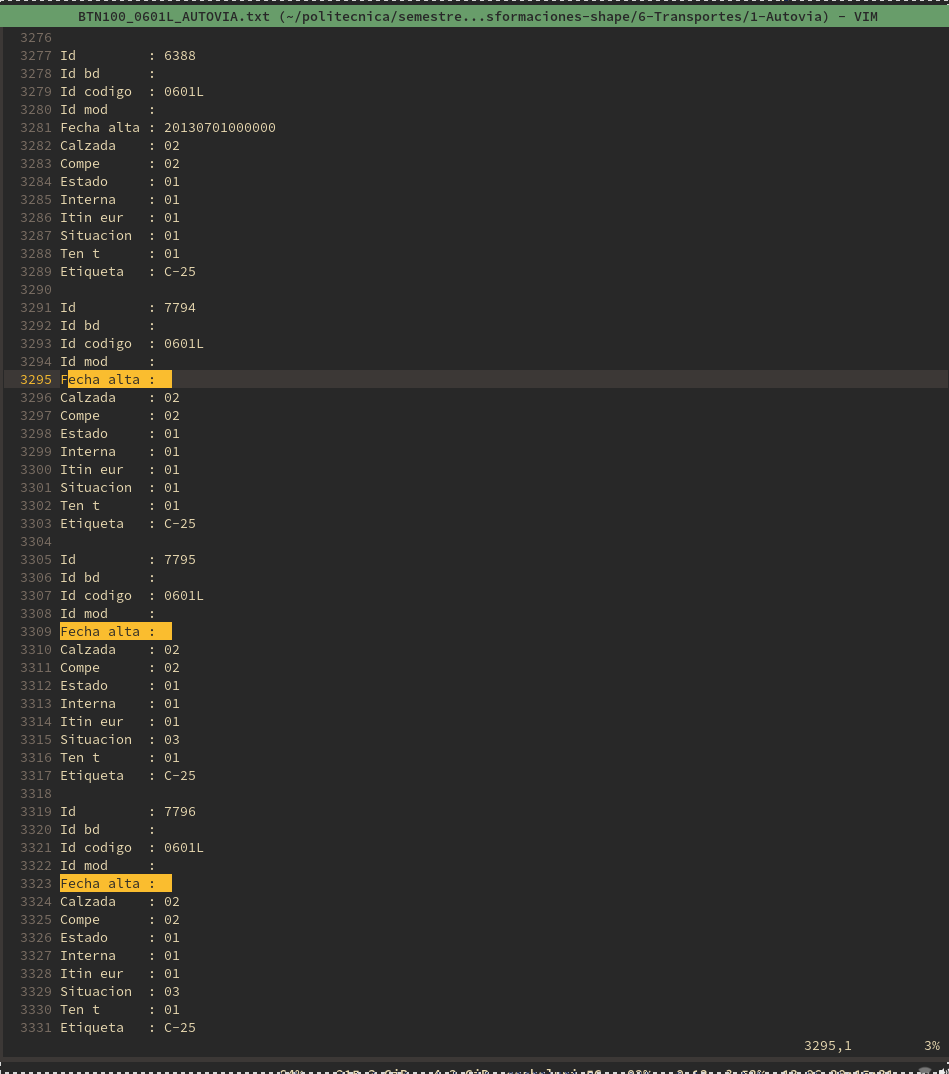 BTN100_0601L_AUTOVIA.txt (~/politecnica/semestre...sformaciones-shape/6-Transportes/1-Autovia) - VIM
3276
3277 Id         : 6388
3278 Id bd      :
3279 Id codigo  : 0601L
3280 Id mod     :
3281 Fecha alta : 20130701000000
3282 Calzada    : 02
3283 Compe      : 02
3284 Estado     : 01
3285 Interna    : 01
3286 Itin eur   : 01
3287 Situacion  : 01
3288 Ten t      : 01
3289 Etiqueta   : C-25
3290
3291 Id         : 7794
3292 Id bd      :
3293 Id codigo  : 0601L
3294 Id mod     :
3295 Fecha alta :
3296 Calzada    : 02
3297 Compe      : 02
3298 Estado     : 01
3299 Interna    : 01
3300 Itin eur   : 01
3301 Situacion  : 01
3302 Ten t      : 01
3303 Etiqueta   : C-25
3304
3305 Id         : 7795
3306 Id bd      :
3307 Id codigo  : 0601L
3308 Id mod     :
3309 Fecha alta :
3310 Calzada    : 02
3311 Compe      : 02
3312 Estado     : 01
3313 Interna    : 01
3314 Itin eur   : 01
3315 Situacion  : 03
3316 Ten t      : 01
3317 Etiqueta   : C-25
3318
3319 Id         : 7796
3320 Id bd      :
3321 Id codigo  : 0601L
3322 Id mod     :
3323 Fecha alta :
3324 Calzada    : 02
3325 Compe      : 02
3326 Estado     : 01
3327 Interna    : 01
3328 Itin eur   : 01
3329 Situacion  : 03
3330 Ten t      : 01
3331 Etiqueta   : C-25
3295,1 3%